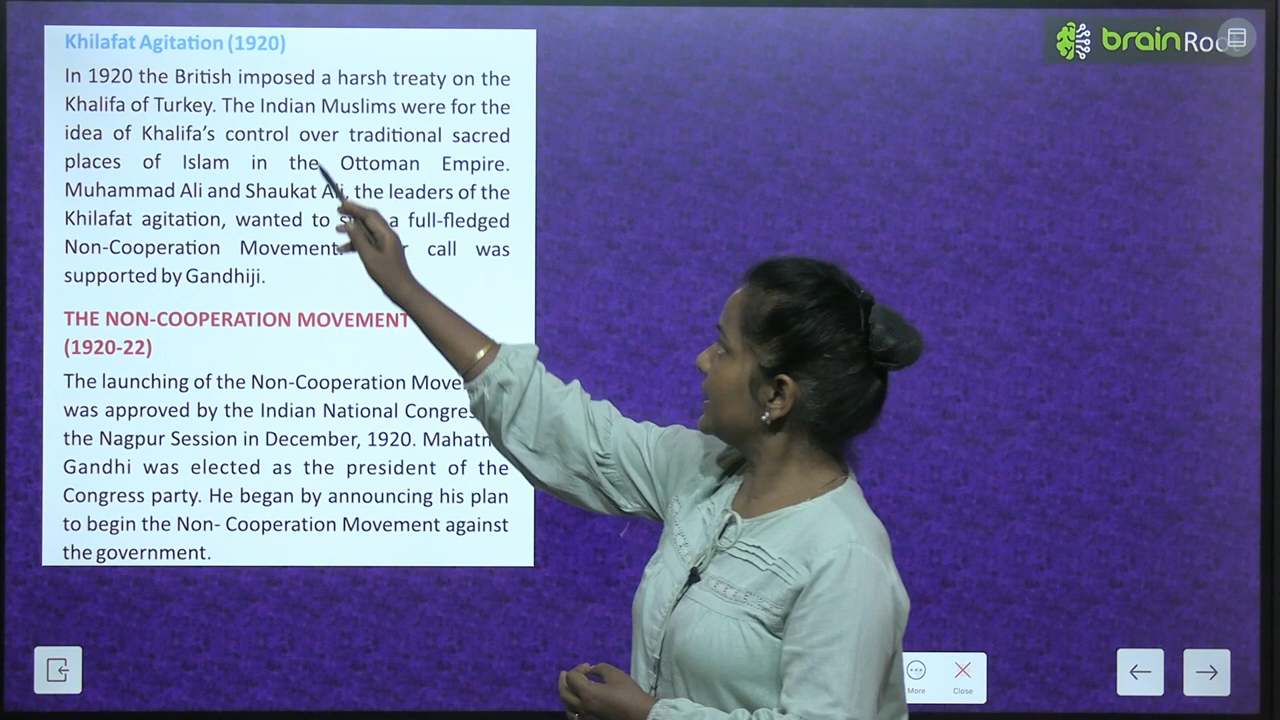 Khilafat Agitation (1920)
In 1920 the British imposed a harsh treaty on the
Khalifa of Turkey. The Indian Muslims were for the
idea of Khalifa's control over traditional sacred
places of Islam in the Ottoman Empire.
Muhammad Ali and Shaukat Ali, the leaders of the
Khilafat agitation, wanted to a full-fledged
Non-Cooperation Movement. call was
supported by Gandhiji.
THE NON-COOPERATION MOVEMENT
(1920-22)
The launching of the Non-Cooperation
was approved by the Indian National
the Nagpur Session in December, 1920.
Gandhi was elected as the president of the
Congress party. He began by announcing his plan
to begin the Non- Cooperation Movement against
the government.
brain
More
Close